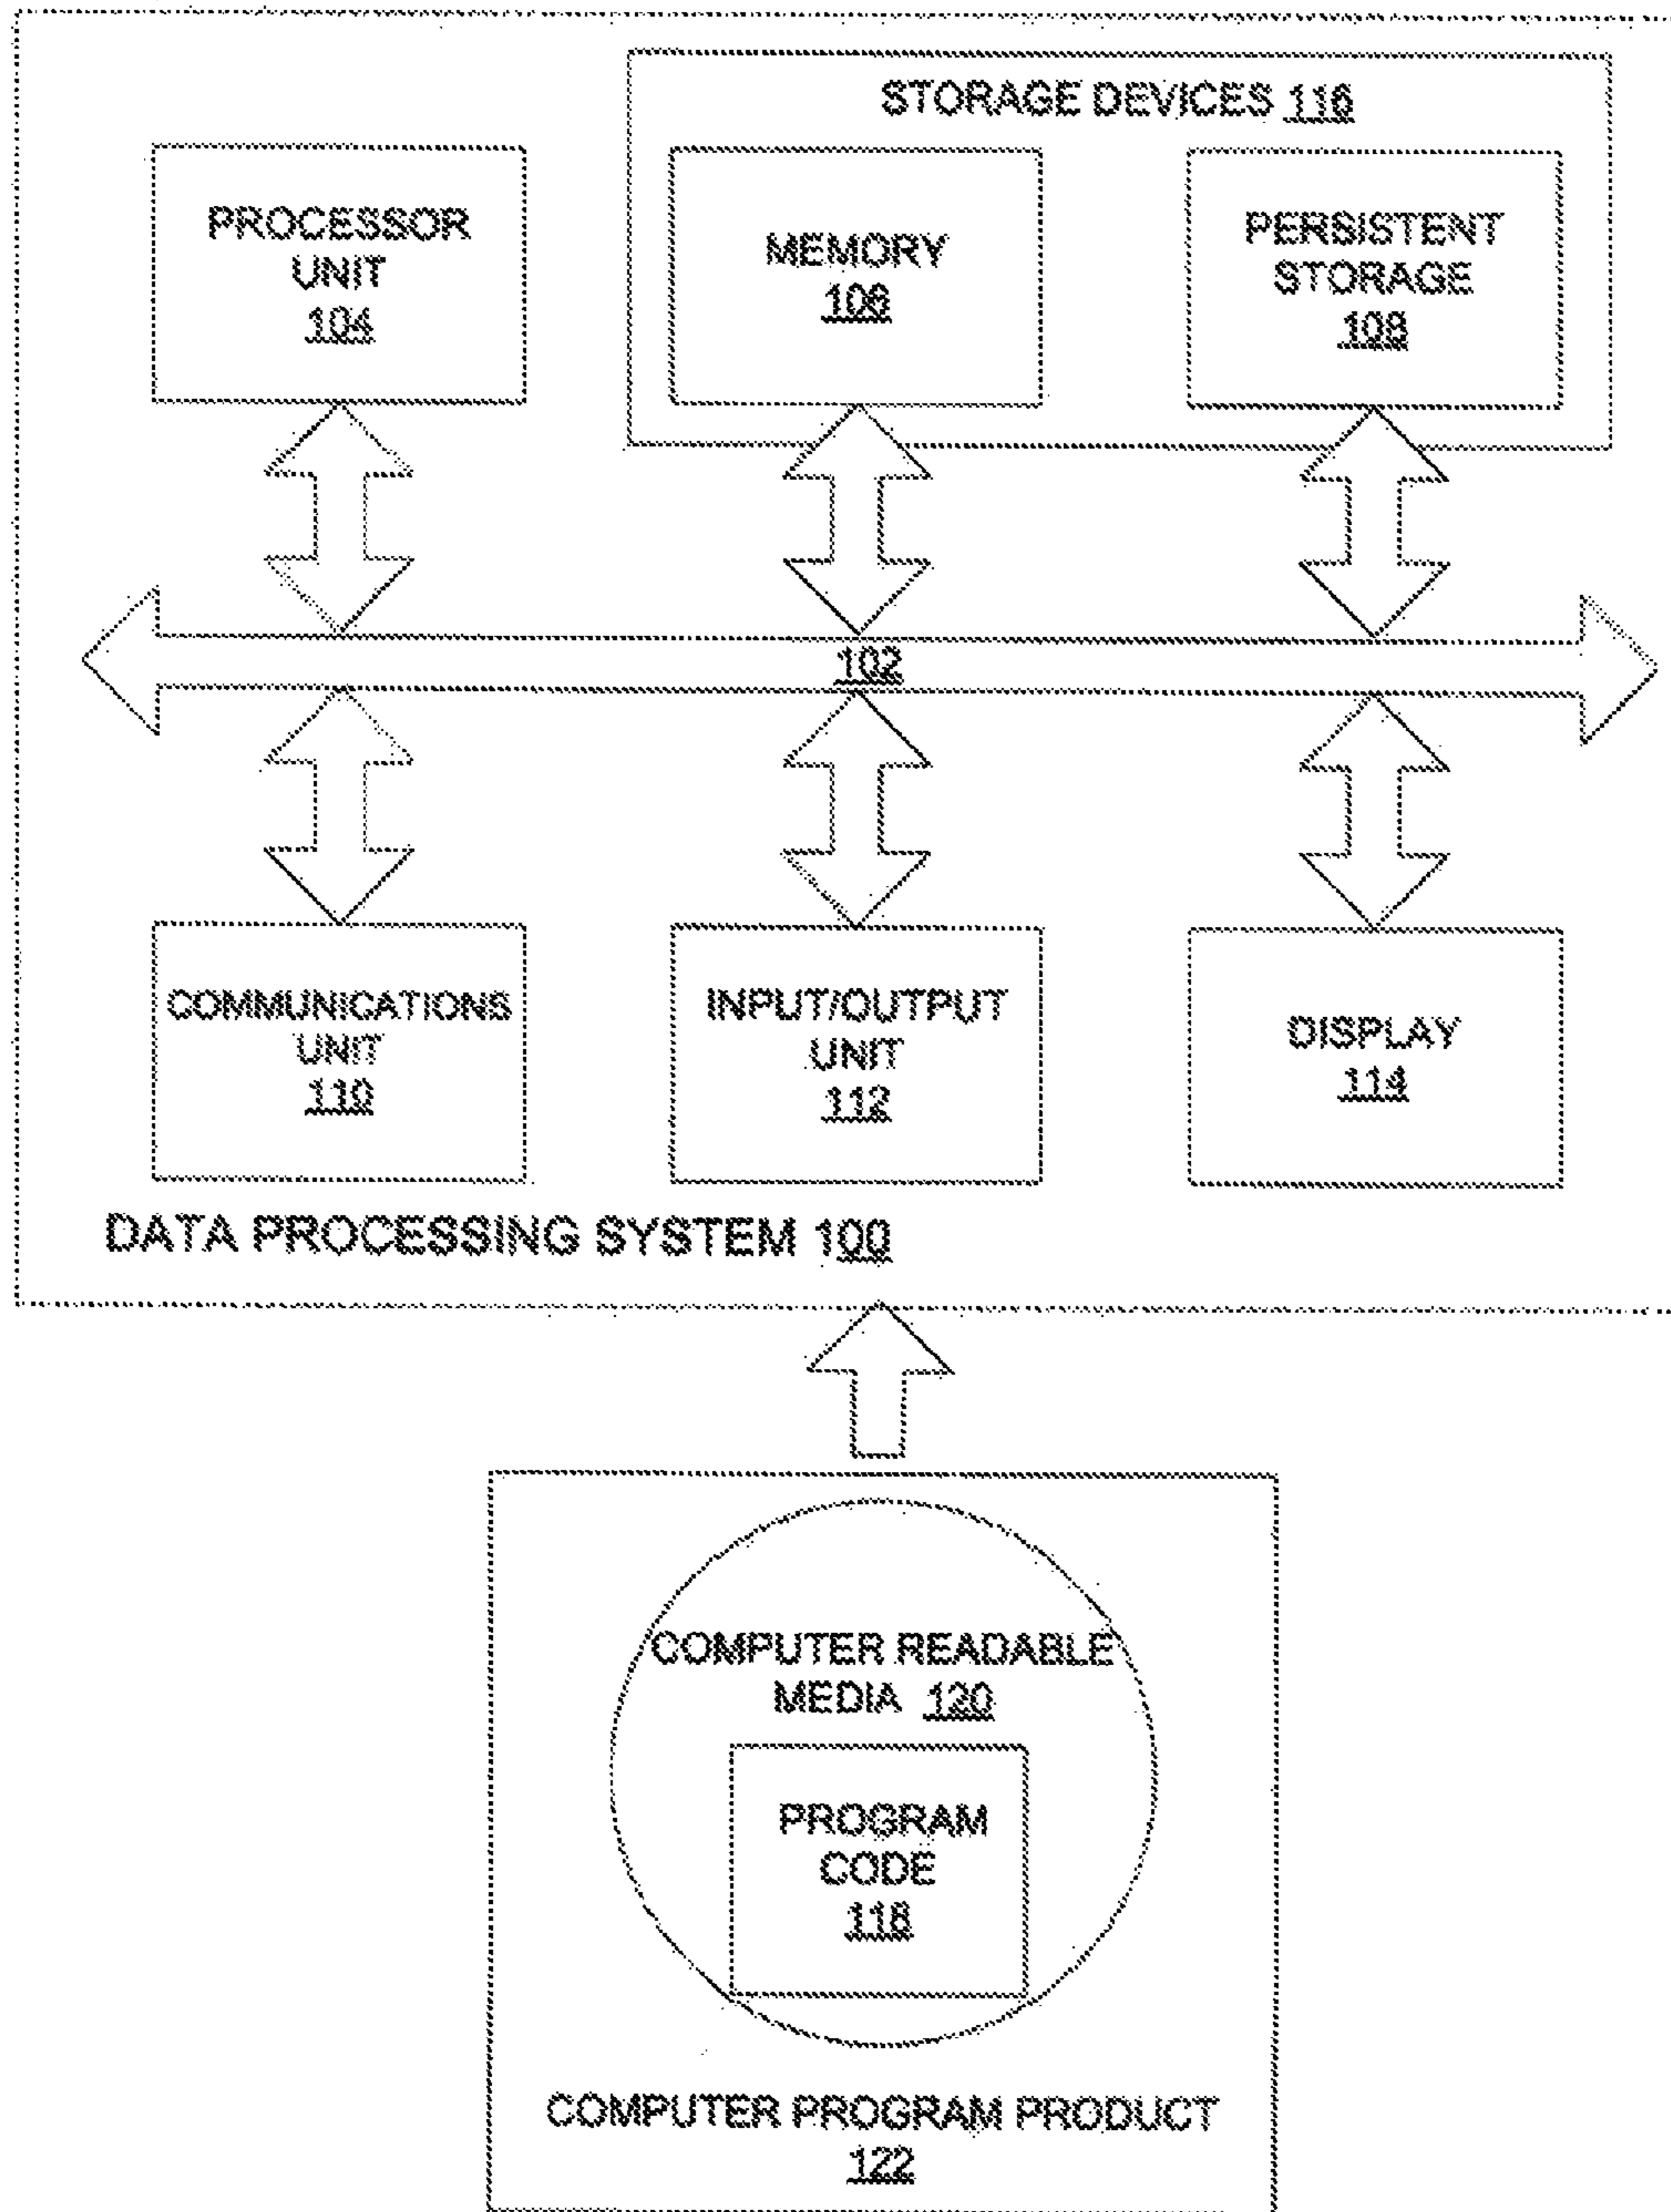 STORAGE DEVICES 116
PROCESSOR
UNIT
104
MEMORY
106
PERSISTENT
STORAGE
108
102
COMMUNICATIONS
UNIT
110
INPUT/OUTPUT
UNIT
112
DISPLAY
114
DATA PROCESSING SYSTEM 100
COMPUTER READABLE
MEDIA 120
PROGRAM
CODE
118
COMPUTER PROGRAM PRODUCT
122